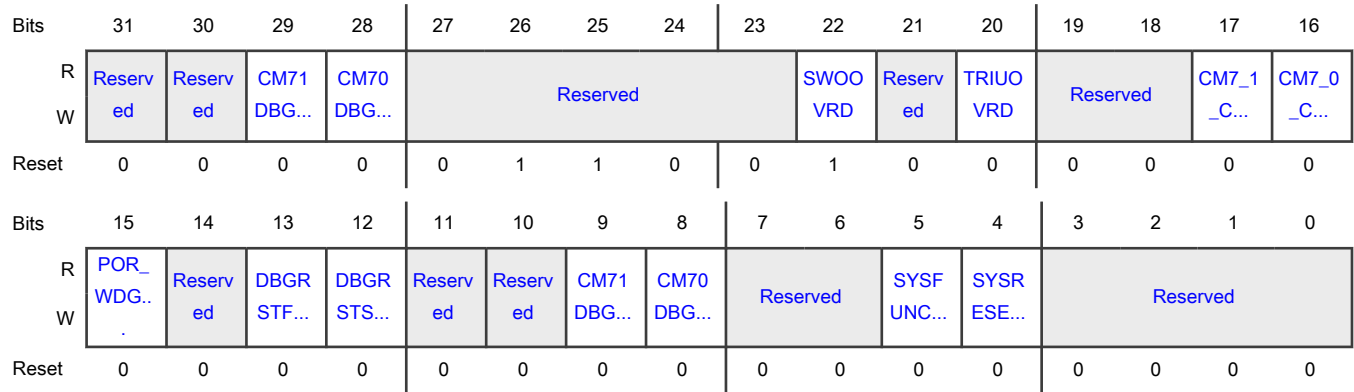 Bits 31 30 29 28 27 26 25 24 23 22 21 20 19 18 17 16
R Reserv Reserv CM71 CM70 Reserved SWOO Reserv TRIUO Reserved CM7_1 CM7_0
W ed ed DBG... DBG... VRD ed VRD _C... _C...
Reset 0 0 0 0 0 1 1 0 0 1 0 0 0 0 0 0
Bits 15 14 13 12 11 10 9 8 7 6 5 4 3 2 1 0
R POR_ Reserv DBGR DBGR Reserv Reserv CM71 CM70 Reserved SYSF SYSR Reserved
W WDG.. ed STF... STS... ed ed DBG... DBG... UNC... ESE...
.
Reset 0 0 0 0 0 0 0 0 0 0 0 0 0 0 0 0